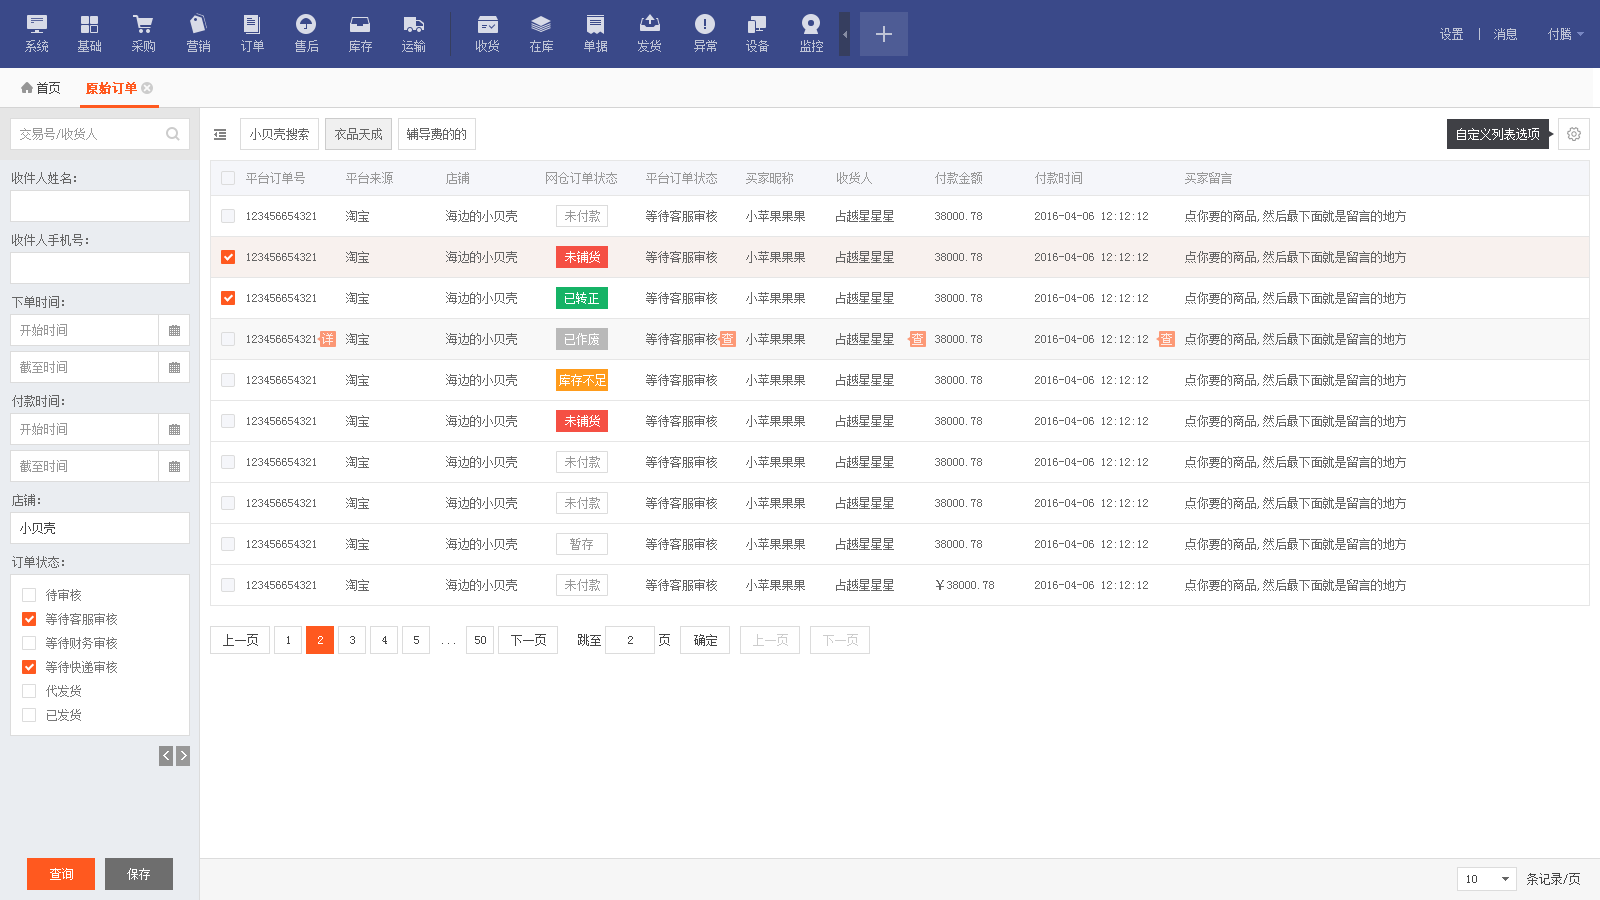 系统 基础 采购 营销 订单 售后 库存 运输 收货 在库 单据 发货 异常 设备 监控 设置 | 消息 付腾
首页 原始订单
交易号/收货人
小贝壳搜索 衣品天成 辅导费的的 自定义列表选项
收件人姓名:
收件人手机号:
下单时间:
开始时间
截至时间
付款时间:
开始时间
截至时间
店铺:
小贝壳
订单状态:
待审核
等待客服审核
等待财务审核
等待快递审核
代发货
已发货
查询 保存
平台订单号 平台来源 店铺 网仓订单状态 平台订单状态 买家昵称 收货人 付款金额 付款时间 买家留言
123456654321 淘宝 海边的小贝壳 未付款 等待客服审核 小苹果果果 占越星星星 38000.78 2016-04-06 12:12:12 点你要的商品,然后最下面就是留言的地方
123456654321 淘宝 海边的小贝壳 未铺货 等待客服审核 小苹果果果 占越星星星 38000.78 2016-04-06 12:12:12 点你要的商品,然后最下面就是留言的地方
123456654321 淘宝 海边的小贝壳 已转正 等待客服审核 小苹果果果 占越星星星 38000.78 2016-04-06 12:12:12 点你要的商品,然后最下面就是留言的地方
123456654321 详 淘宝 海边的小贝壳 已作废 等待客服审核 查 小苹果果果 占越星星星 查 38000.78 2016-04-06 12:12:12 查 点你要的商品,然后最下面就是留言的地方
123456654321 淘宝 海边的小贝壳 库存不足 等待客服审核 小苹果果果 占越星星星 38000.78 2016-04-06 12:12:12 点你要的商品,然后最下面就是留言的地方
123456654321 淘宝 海边的小贝壳 未铺货 等待客服审核 小苹果果果 占越星星星 38000.78 2016-04-06 12:12:12 点你要的商品,然后最下面就是留言的地方
123456654321 淘宝 海边的小贝壳 未付款 等待客服审核 小苹果果果 占越星星星 38000.78 2016-04-06 12:12:12 点你要的商品,然后最下面就是留言的地方
123456654321 淘宝 海边的小贝壳 未付款 等待客服审核 小苹果果果 占越星星星 38000.78 2016-04-06 12:12:12 点你要的商品,然后最下面就是留言的地方
123456654321 淘宝 海边的小贝壳 暂存 等待客服审核 小苹果果果 占越星星星 38000.78 2016-04-06 12:12:12 点你要的商品,然后最下面就是留言的地方
123456654321 淘宝 海边的小贝壳 未付款 等待客服审核 小苹果果果 占越星星星 ￥38000.78 2016-04-06 12:12:12 点你要的商品,然后最下面就是留言的地方
上一页 1 2 3 4 5 ... 50 下一页 跳至 2 页 确定 上一页 下一页
10 条记录/页